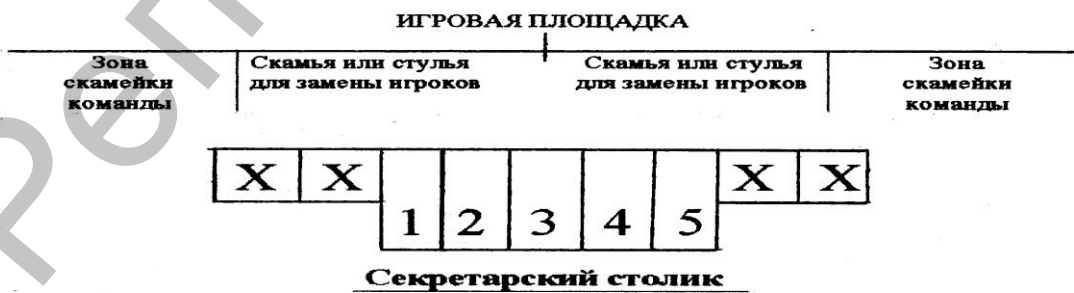 ИГРОВАЯ ПЛОЩАДКА
Зона
скамейки
команды
Скамья или стулья
для замены игроков
Скамья или стулья
для замены игроков
Зона
скамейки
команды
X X 1 2 3 4 5 X X
Секретарский столик
Реп